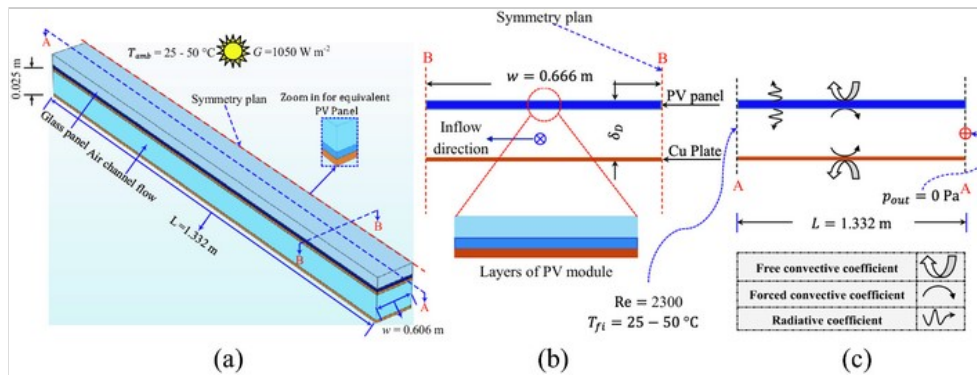 A
T_amb = 25 - 50 °C
G =1050 W m⁻²
0.025 m
Symmetry plan
Zoom in for equivalent
PV Panel
Glass panel
Air channel flow
L=1.332 m
B
B
A
w = 0.606 m
(a)
Symmetry plan
B
B
w = 0.666 m
PV panel
Inflow
direction
δ_D
Cu Plate
Layers of PV module
Re = 2300
T_fi = 25 − 50 °C
(b)
A
A
p_out = 0 Pa
L = 1.332 m
Free convective coefficient
Forced convective coefficient
Radiative coefficient
(c)